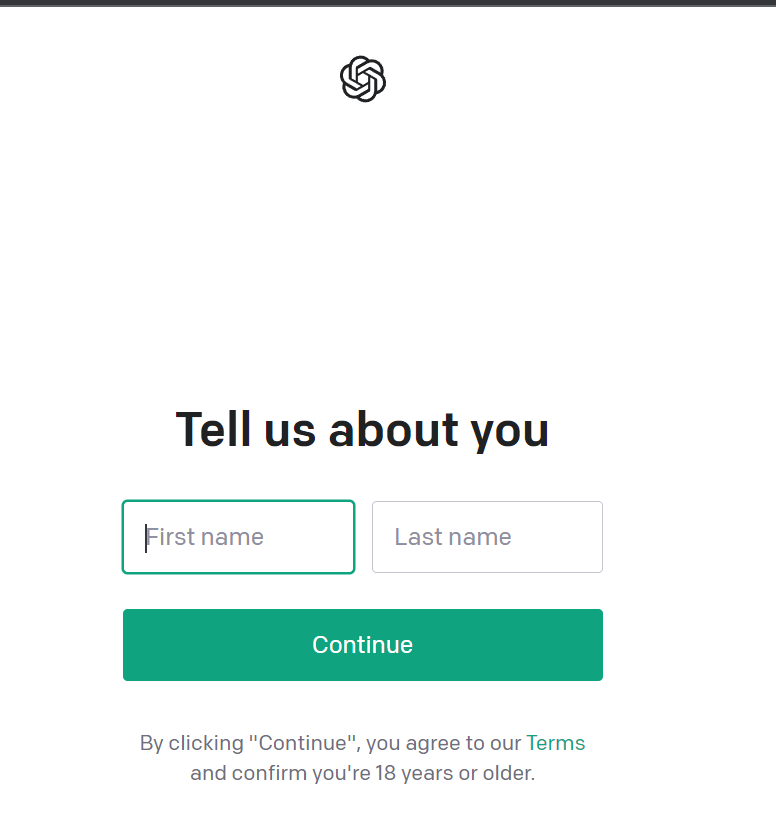 Tell us about you
First name
Last name
Continue
By clicking "Continue", you agree to our Terms
and confirm you're 18 years or older.